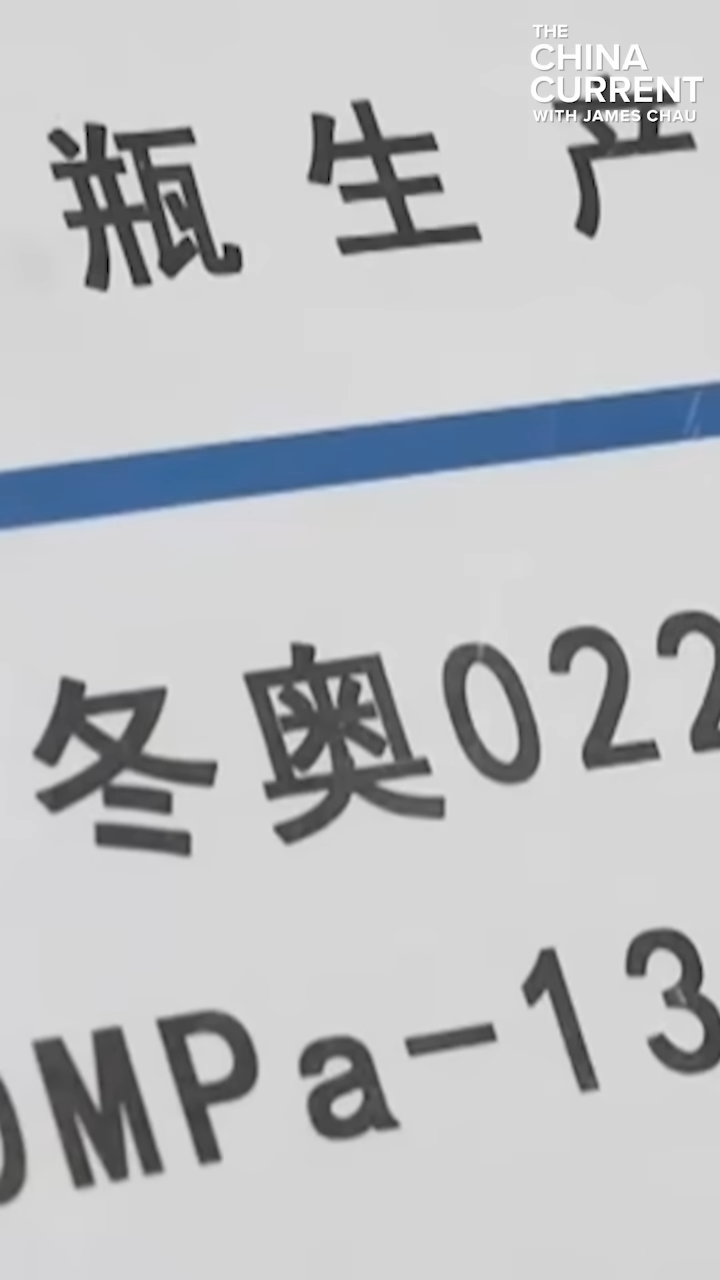 THE
CHINA
CURRENT
WITH JAMES CHAU
瓶生产
冬奥022
MPa-13